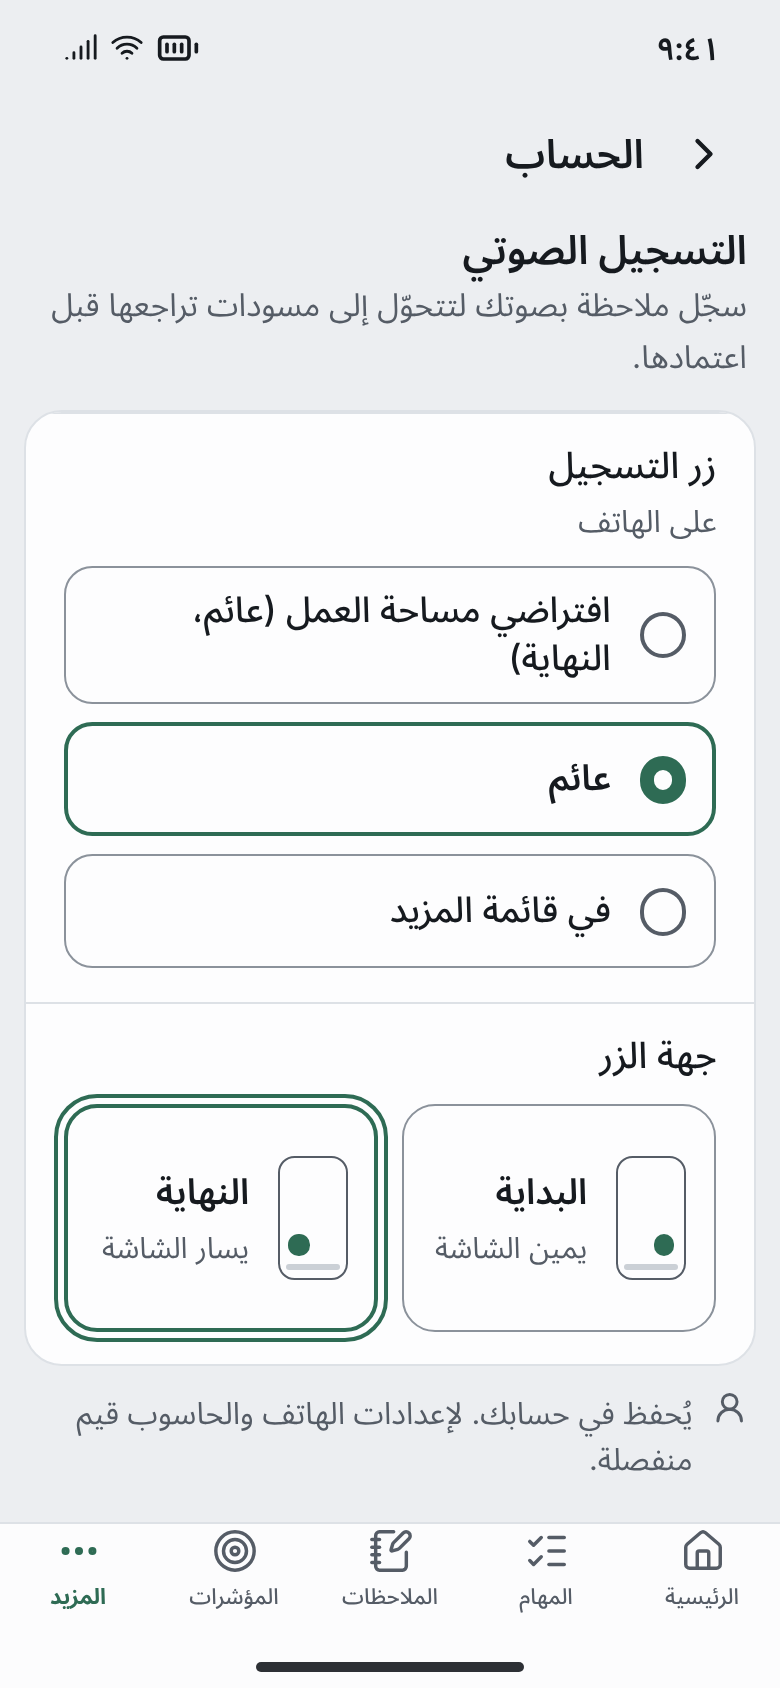 ٩:٤١
الحساب
التسجيل الصوتي
سجّل ملاحظة بصوتك لتتحوّل إلى مسودات تراجعها قبل
اعتمادها.
زر التسجيل
على الهاتف
افتراضي مساحة العمل (عائم،
النهاية)
عائم
في قائمة المزيد
جهة الزر
البداية
يمين الشاشة
النهاية
يسار الشاشة
يُحفظ في حسابك. لإعدادات الهاتف والحاسوب قيم
منفصلة.
الرئيسية
المهام
الملاحظات
المؤشرات
المزيد